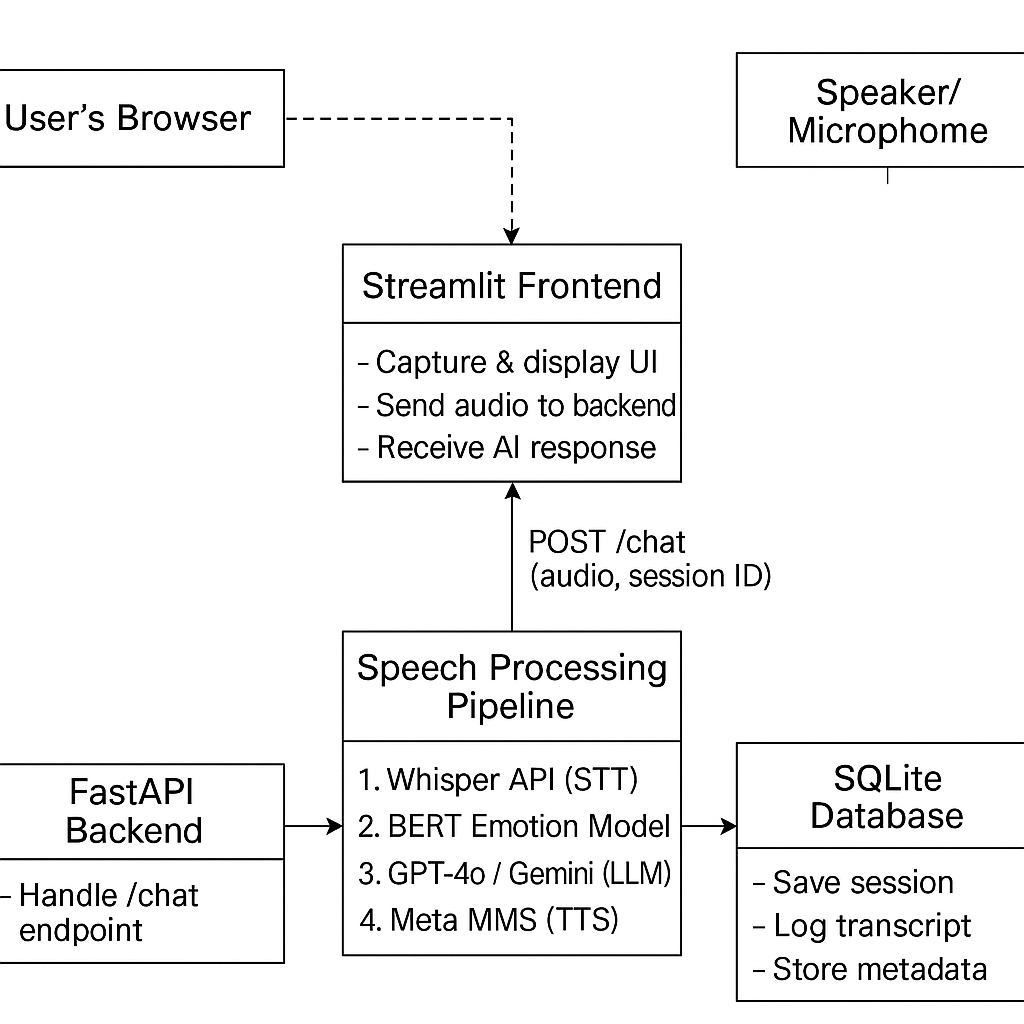 User's Browser
Speaker/
Microphome
Streamlit Frontend
- Capture & display UI
- Send audio to backend
- Receive AI response
POST /chat
(audio, session ID)
Speech Processing
Pipeline
1. Whisper API (STT)
2. BERT Emotion Model
3. GPT-4o / Gemini (LLM)
4. Meta MMS (TTS)
FastAPI
Backend
- Handle /chat
endpoint
SQLite
Database
- Save session
- Log transcript
- Store metadata